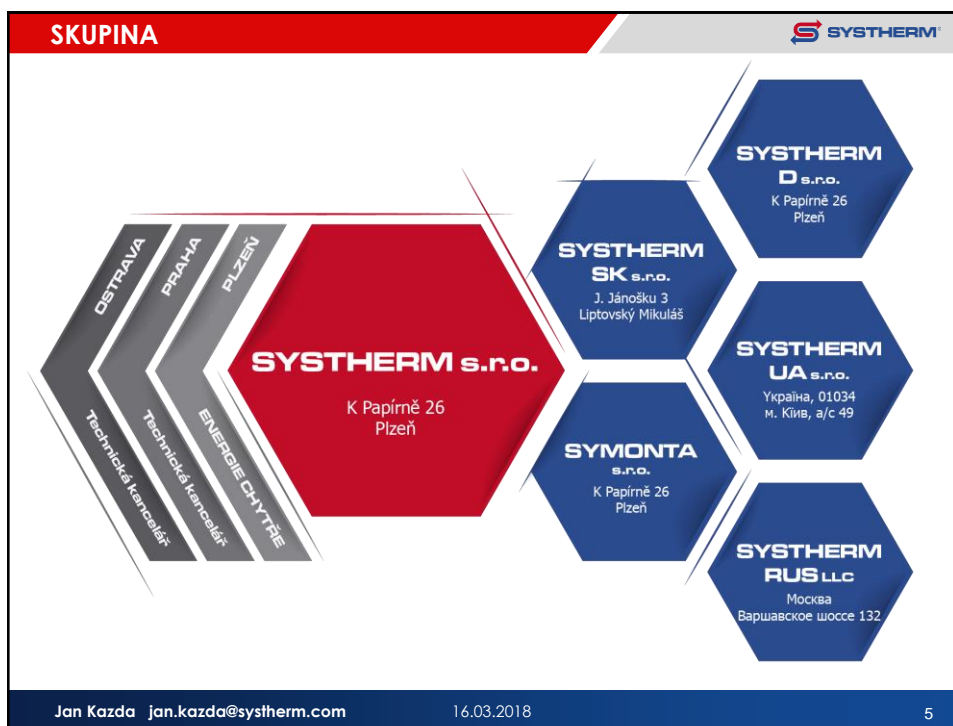 SKUPINA
SYSTHERM®
OSTRAVA
Technická kancelář
PRAHA
Technická kancelář
PLZEŇ
ENERGIE CHYTŘE
SYSTHERM s.r.o.
K Papírně 26
Plzeň
SYSTHERM
SK s.r.o.
J. Jánošku 3
Liptovský Mikuláš
SYMONTA
s.r.o.
K Papírně 26
Plzeň
SYSTHERM
D s.r.o.
K Papírně 26
Plzeň
SYSTHERM
UA s.r.o.
Україна, 01034
м. Київ, а/с 49
SYSTHERM
RUS LLC
Москва
Варшавское шоссе 132
Jan Kazda jan.kazda@systherm.com 16.03.2018 5